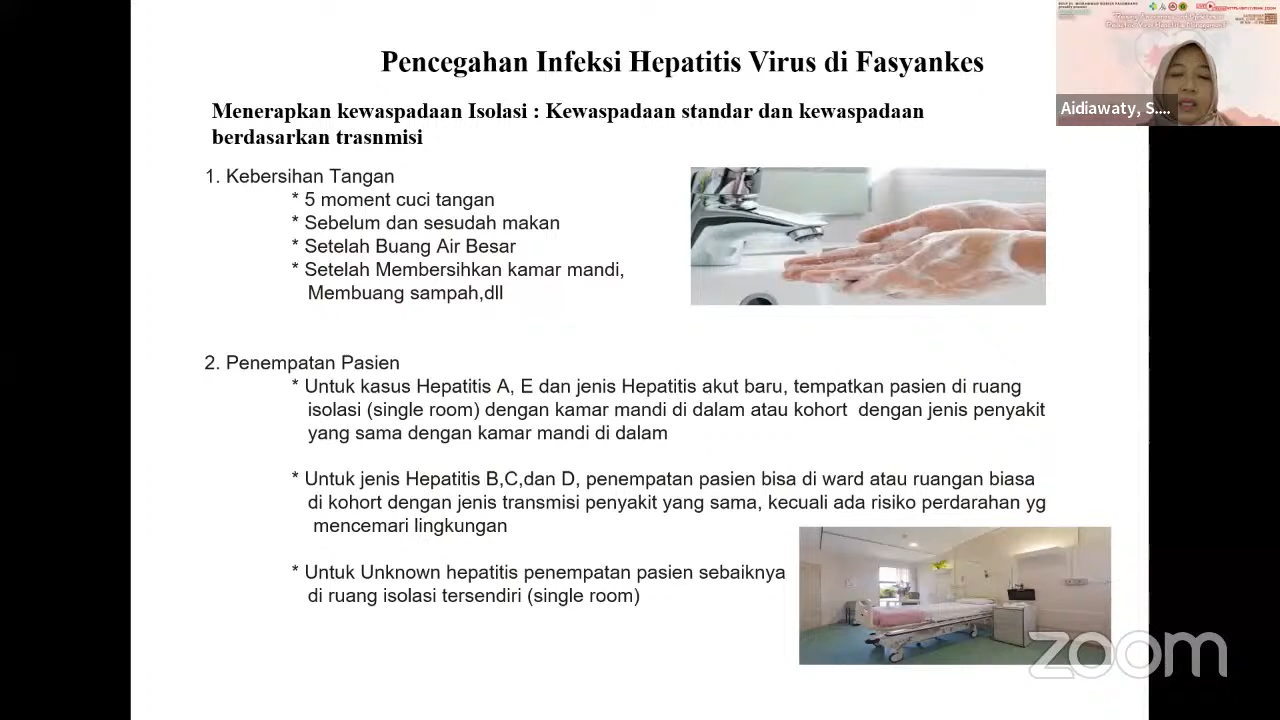 Pencegahan Infeksi Hepatitis Virus di Fasyankes
Menerapkan kewaspadaan Isolasi : Kewaspadaan standar dan kewaspadaan
berdasarkan trasnmisi
1. Kebersihan Tangan
* 5 moment cuci tangan
* Sebelum dan sesudah makan
* Setelah Buang Air Besar
* Setelah Membersihkan kamar mandi,
Membuang sampah,dll
2. Penempatan Pasien
* Untuk kasus Hepatitis A, E dan jenis Hepatitis akut baru, tempatkan pasien di ruang
isolasi (single room) dengan kamar mandi di dalam atau kohort dengan jenis penyakit
yang sama dengan kamar mandi di dalam
* Untuk jenis Hepatitis B,C,dan D, penempatan pasien bisa di ward atau ruangan biasa
di kohort dengan jenis transmisi penyakit yang sama, kecuali ada risiko perdarahan yg
mencemari lingkungan
* Untuk Unknown hepatitis penempatan pasien sebaiknya
di ruang isolasi tersendiri (single room)
Aidiawaty, S....
zoom